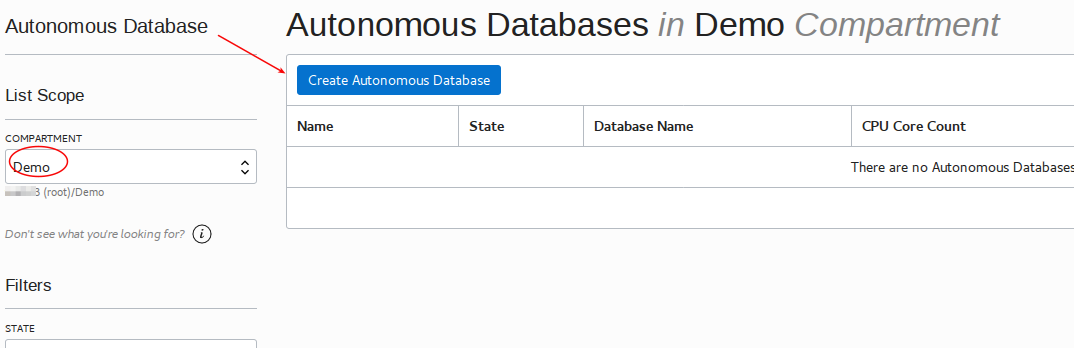 Autonomous Database
List Scope
COMPARTMENT
Demo
3 (root)/Demo
Don't see what you're looking for? i
Filters
STATE
Autonomous Databases in Demo Compartment
Create Autonomous Database
Name State Database Name CPU Core Count
There are no Autonomous Databases